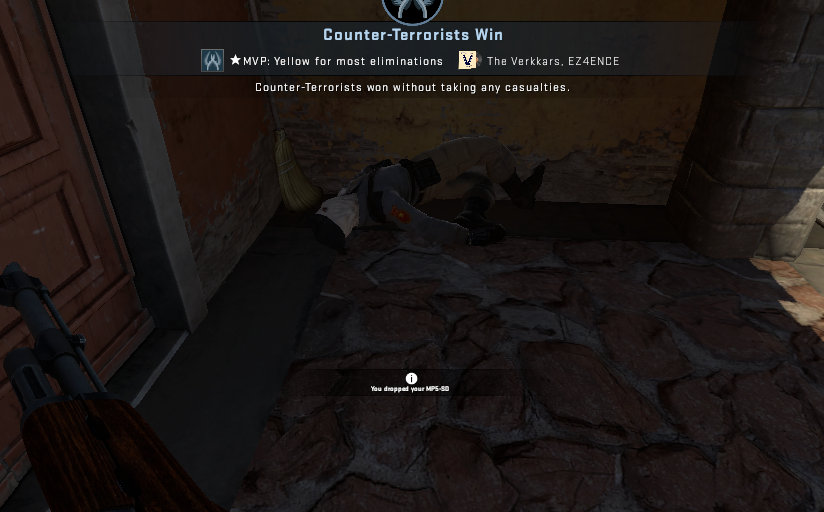 Counter-Terrorists Win
★MVP: Yellow for most eliminations The Verkkars, EZ4ENCE
Counter-Terrorists won without taking any casualties.
You dropped your MP5-SD